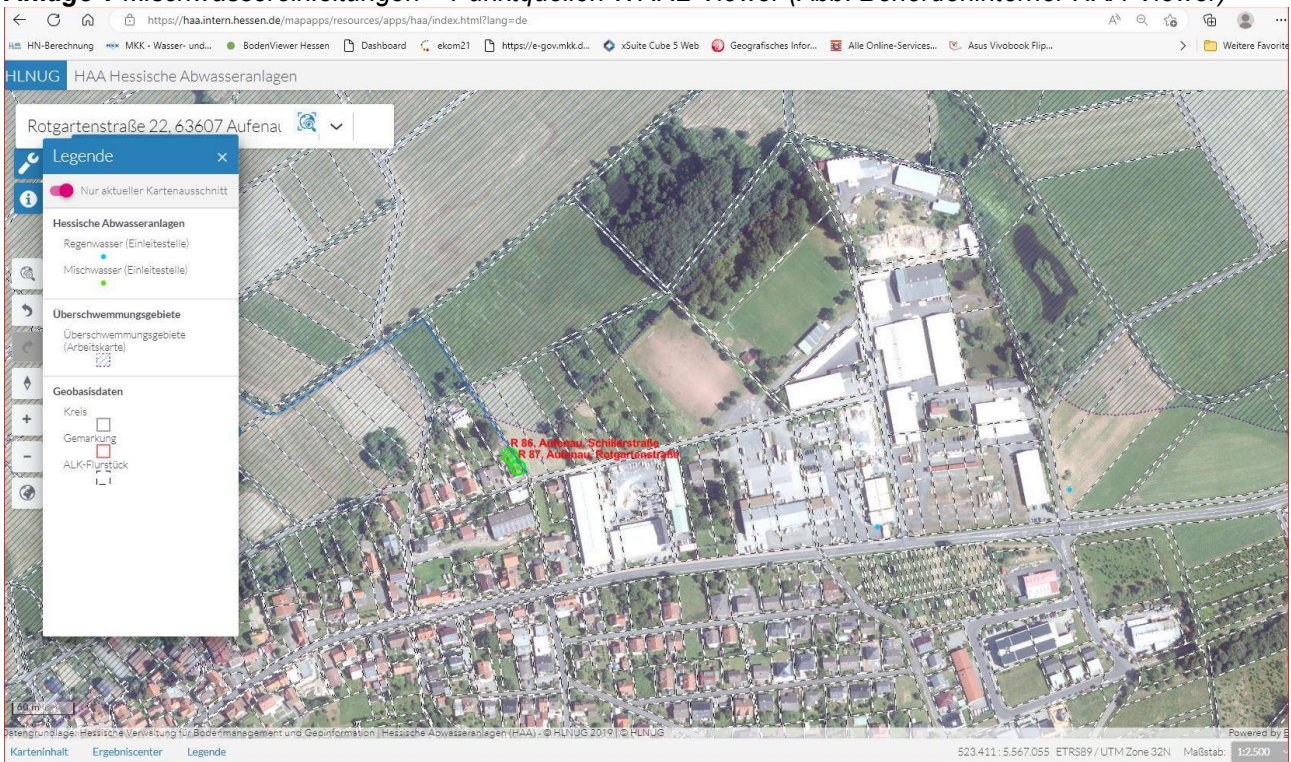 Anlage 1 Mischwassereinleitungen – Punktquellen WHAE Viewer (Abb. Behördeninterner HAA Viewer)
https://haa.intern.hessen.de/mapapps/resources/apps/haa/index.html?lang=de
HN-Berechnung MKK - Wasser- und... BodenViewer Hessen Dashboard ekom21 https://e-gov.mkk.d... xSuite Cube 5 Web Geografisches Infor... Alle Online-Services... Asus Vivobook Flip... Weitere Favorite
HLNUG HAA Hessische Abwasseranlagen
Rotgartenstraße 22, 63607 Aufenau
Legende ×
Nur aktueller Kartenausschnitt
Hessische Abwasseranlagen
Regenwasser (Einleitestelle)
Mischwasser (Einleitestelle)
Überschwemmungsgebiete
Überschwemmungsgebiete
(Arbeitskarte)
Geobasisdaten
Kreis
Gemarkung
ALK-Flurstück
R 86, Aufenau, Schillerstraße
R 87, Aufenau, Rotgartenstraße
60 m
Datengrundlage: Hessische Verwaltung für Bodenmanagement und Geoinformation | Hessische Abwasseranlagen (HAA) - © HLNUG 2019 | © HLNUG
Powered by E
Karteninhalt Ergebniscenter Legende 523.411 : 5.567.055 ETRS89 / UTM Zone 32N Maßstab: 1:2.500